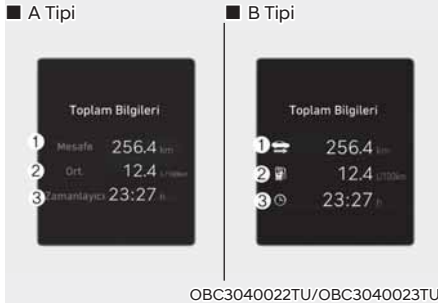 ■ A Tipi
■ B Tipi
Toplam Bilgileri
1 Mesafe 256.4 km
2 Ort. 12.4 L/100km
3 Zamanlayıcı 23:27 h
Toplam Bilgileri
1 256.4 km
2 12.4 L/100km
3 23:27 h
OBC3040022TU/OBC3040023TU